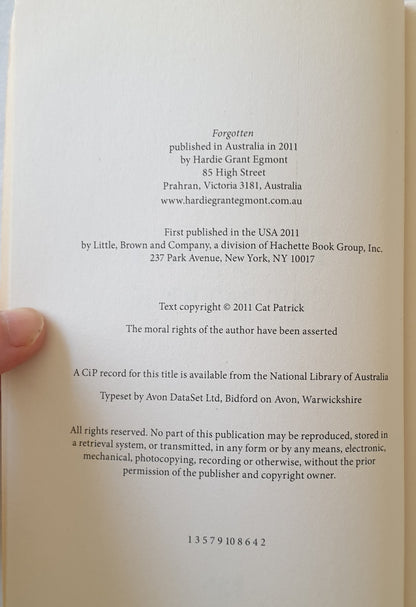 Forgotten
published in Australia in 2011
by Hardie Grant Egmont
85 High Street
Prahran, Victoria 3181, Australia
www.hardiegrantegmont.com.au
First published in the USA 2011
by Little, Brown and Company, a division of Hachette Book Group, Inc.
237 Park Avenue, New York, NY 10017
Text copyright © 2011 Cat Patrick
The moral rights of the author have been asserted
A CiP record for this title is available from the National Library of Australia
Typeset by Avon DataSet Ltd, Bidford on Avon, Warwickshire
All rights reserved. No part of this publication may be reproduced, stored in
a retrieval system, or transmitted, in any form or by any means, electronic,
mechanical, photocopying, recording or otherwise, without the prior
permission of the publisher and copyright owner.
1 3 5 7 9 10 8 6 4 2